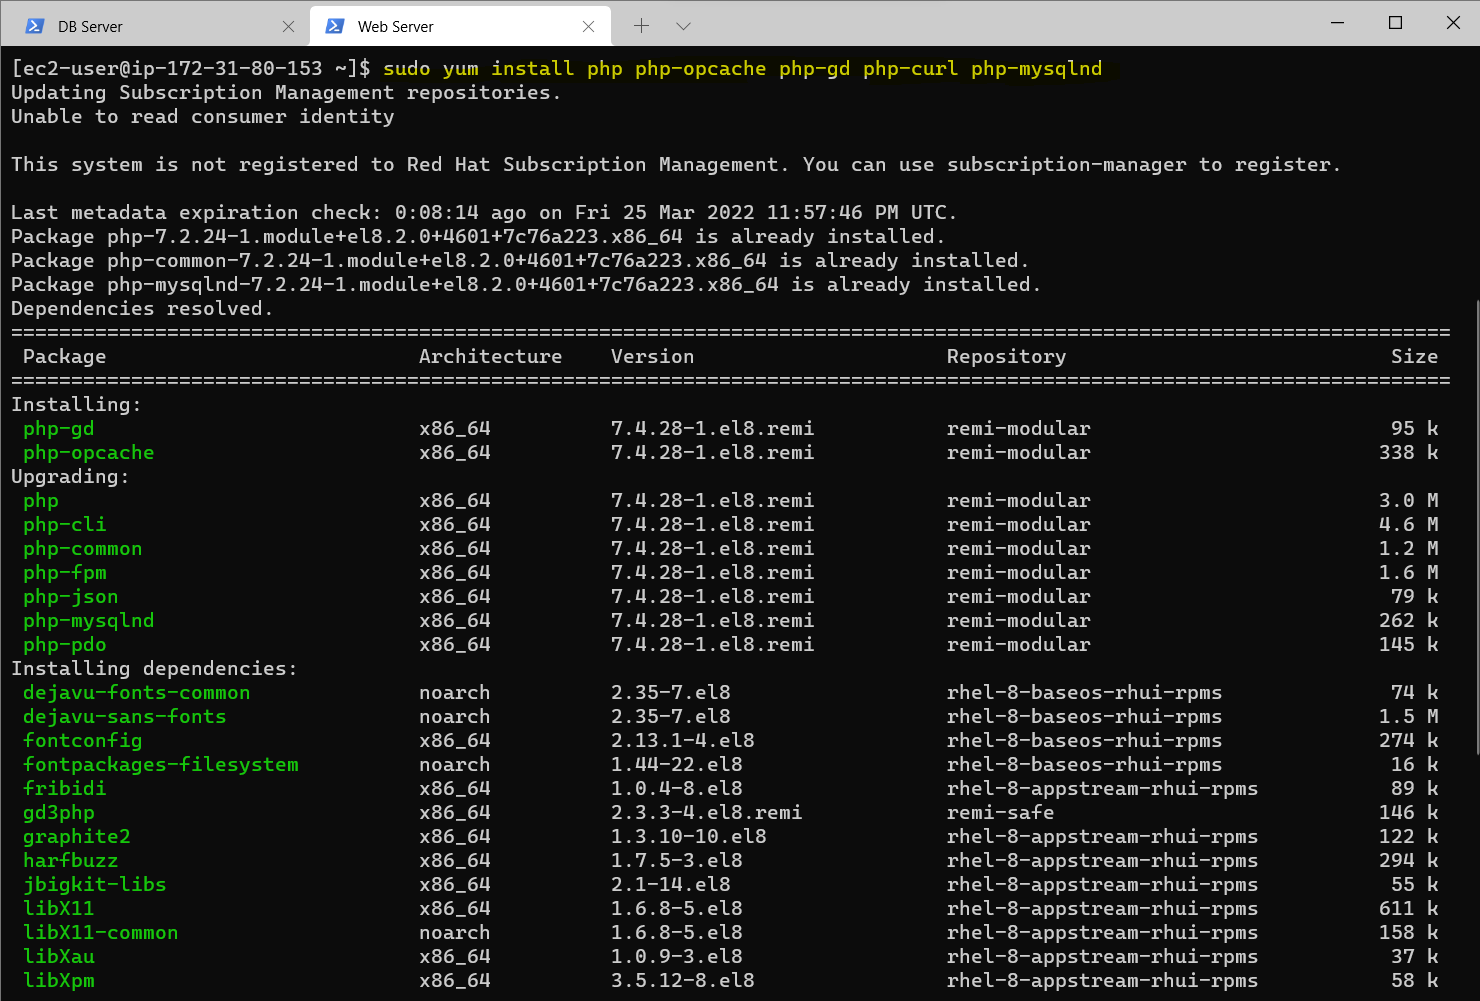 DB Server
Web Server
[ec2-user@ip-172-31-80-153 ~]$ sudo yum install php php-opcache php-gd php-curl php-mysqlnd
Updating Subscription Management repositories.
Unable to read consumer identity
This system is not registered to Red Hat Subscription Management. You can use subscription-manager to register.
Last metadata expiration check: 0:08:14 ago on Fri 25 Mar 2022 11:57:46 PM UTC.
Package php-7.2.24-1.module+el8.2.0+4601+7c76a223.x86_64 is already installed.
Package php-common-7.2.24-1.module+el8.2.0+4601+7c76a223.x86_64 is already installed.
Package php-mysqlnd-7.2.24-1.module+el8.2.0+4601+7c76a223.x86_64 is already installed.
Dependencies resolved.
========================================================================================================================
Package Architecture Version Repository Size
========================================================================================================================
Installing:
php-gd x86_64 7.4.28-1.el8.remi remi-modular 95 k
php-opcache x86_64 7.4.28-1.el8.remi remi-modular 338 k
Upgrading:
php x86_64 7.4.28-1.el8.remi remi-modular 3.0 M
php-cli x86_64 7.4.28-1.el8.remi remi-modular 4.6 M
php-common x86_64 7.4.28-1.el8.remi remi-modular 1.2 M
php-fpm x86_64 7.4.28-1.el8.remi remi-modular 1.6 M
php-json x86_64 7.4.28-1.el8.remi remi-modular 79 k
php-mysqlnd x86_64 7.4.28-1.el8.remi remi-modular 262 k
php-pdo x86_64 7.4.28-1.el8.remi remi-modular 145 k
Installing dependencies:
dejavu-fonts-common noarch 2.35-7.el8 rhel-8-baseos-rhui-rpms 74 k
dejavu-sans-fonts noarch 2.35-7.el8 rhel-8-baseos-rhui-rpms 1.5 M
fontconfig x86_64 2.13.1-4.el8 rhel-8-baseos-rhui-rpms 274 k
fontpackages-filesystem noarch 1.44-22.el8 rhel-8-baseos-rhui-rpms 16 k
fribidi x86_64 1.0.4-8.el8 rhel-8-appstream-rhui-rpms 89 k
gd3php x86_64 2.3.3-4.el8.remi remi-safe 146 k
graphite2 x86_64 1.3.10-10.el8 rhel-8-appstream-rhui-rpms 122 k
harfbuzz x86_64 1.7.5-3.el8 rhel-8-appstream-rhui-rpms 294 k
jbigkit-libs x86_64 2.1-14.el8 rhel-8-appstream-rhui-rpms 55 k
libX11 x86_64 1.6.8-5.el8 rhel-8-appstream-rhui-rpms 611 k
libX11-common noarch 1.6.8-5.el8 rhel-8-appstream-rhui-rpms 158 k
libXau x86_64 1.0.9-3.el8 rhel-8-appstream-rhui-rpms 37 k
libXpm x86_64 3.5.12-8.el8 rhel-8-appstream-rhui-rpms 58 k